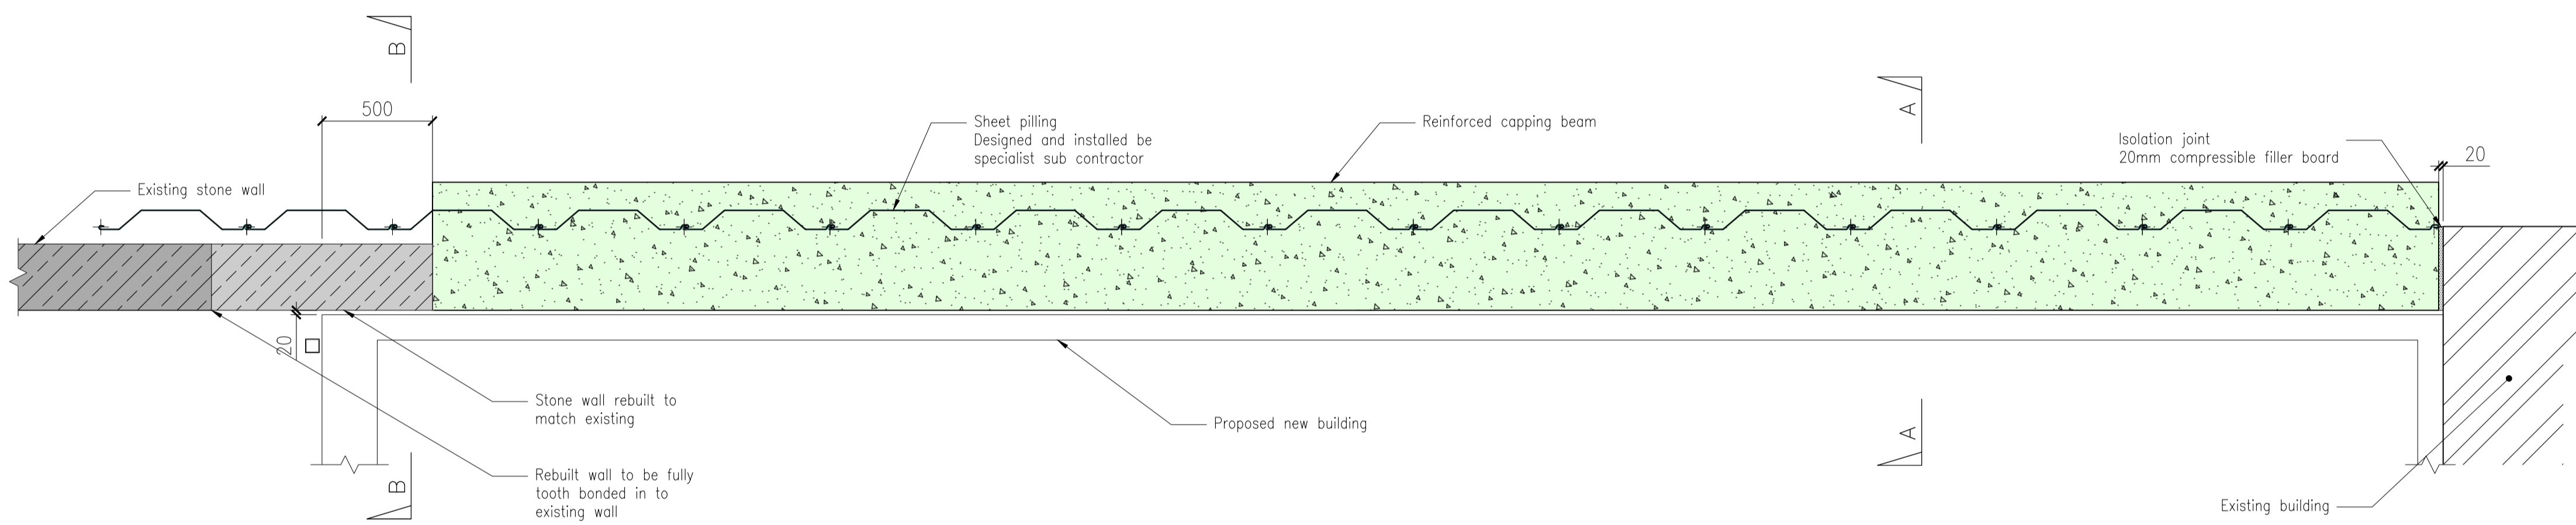 B
500
A
Sheet pilling
Designed and installed be
specialist sub contractor
Reinforced capping beam
Isolation joint
20mm compressible filler board
20
Existing stone wall
20
Stone wall rebuilt to
match existing
Proposed new building
A
Rebuilt wall to be fully
tooth bonded in to
existing wall
B
Existing building